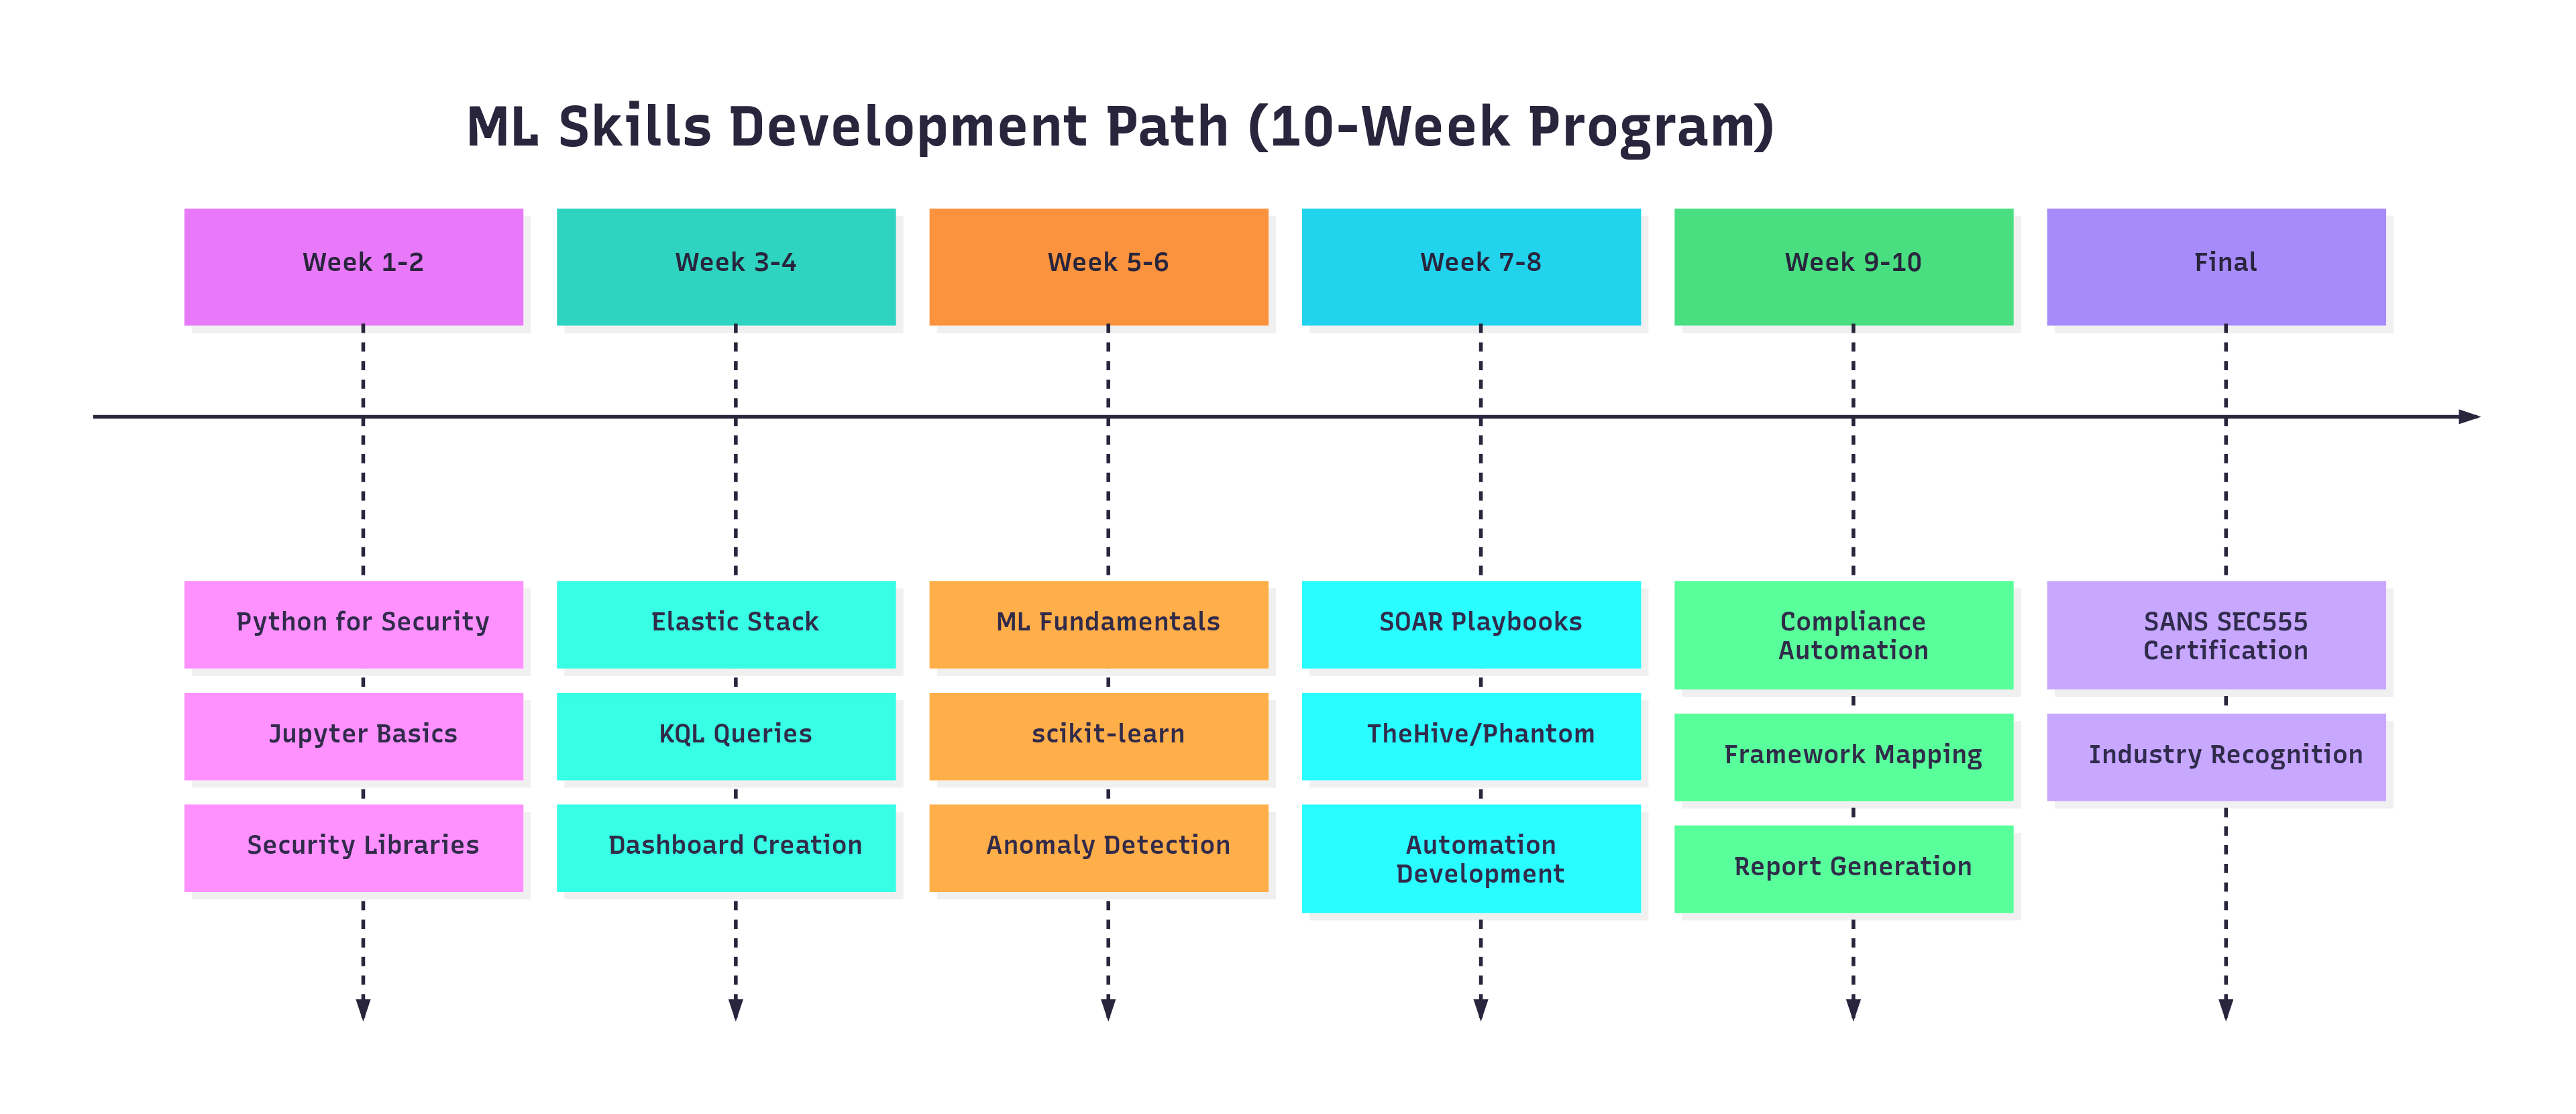 ML Skills Development Path (10-Week Program)
Week 1-2
Week 3-4
Week 5-6
Week 7-8
Week 9-10
Final
Python for Security
Jupyter Basics
Security Libraries
Elastic Stack
KQL Queries
Dashboard Creation
ML Fundamentals
scikit-learn
Anomaly Detection
SOAR Playbooks
TheHive/Phantom
Automation
Development
Compliance
Automation
Framework Mapping
Report Generation
SANS SEC555
Certification
Industry Recognition